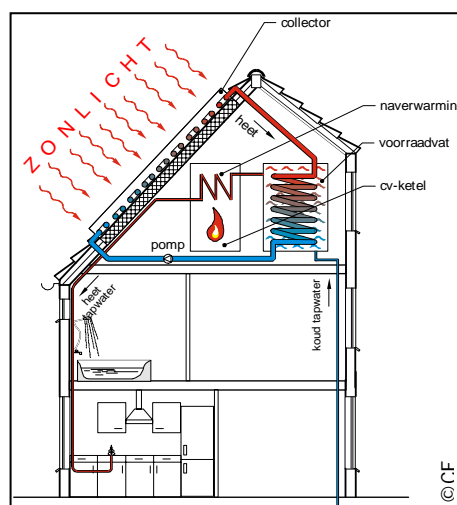 collector
ZONLICHT
heet
naverwarmin
voorraadvat
cv-ketel
pomp
heet
tapwater
koud tapwater
© C.F.